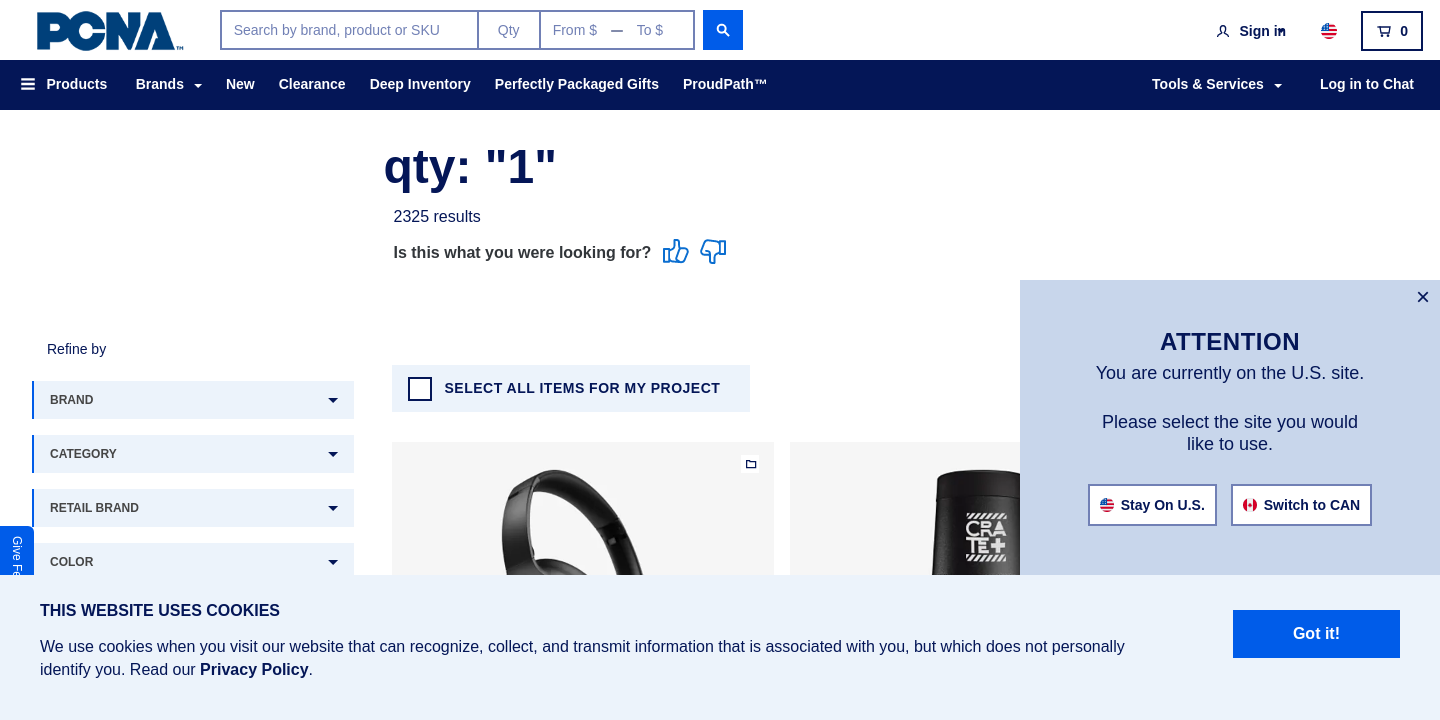 PCNA™
Search by brand, product or SKU
Qty
From $ — To $
Sign in
0
Products
Brands
New
Clearance
Deep Inventory
Perfectly Packaged Gifts
ProudPath™
Tools & Services
Log in to Chat
qty: "1"
2325 results
Is this what you were looking for?
Refine by
BRAND
CATEGORY
RETAIL BRAND
COLOR
SELECT ALL ITEMS FOR MY PROJECT
CRATE+
ATTENTION
You are currently on the U.S. site.
Please select the site you would
like to use.
Stay On U.S.
Switch to CAN
Give Fe
THIS WEBSITE USES COOKIES
We use cookies when you visit our website that can recognize, collect, and transmit information that is associated with you, but which does not personally
identify you. Read our Privacy Policy.
Got it!